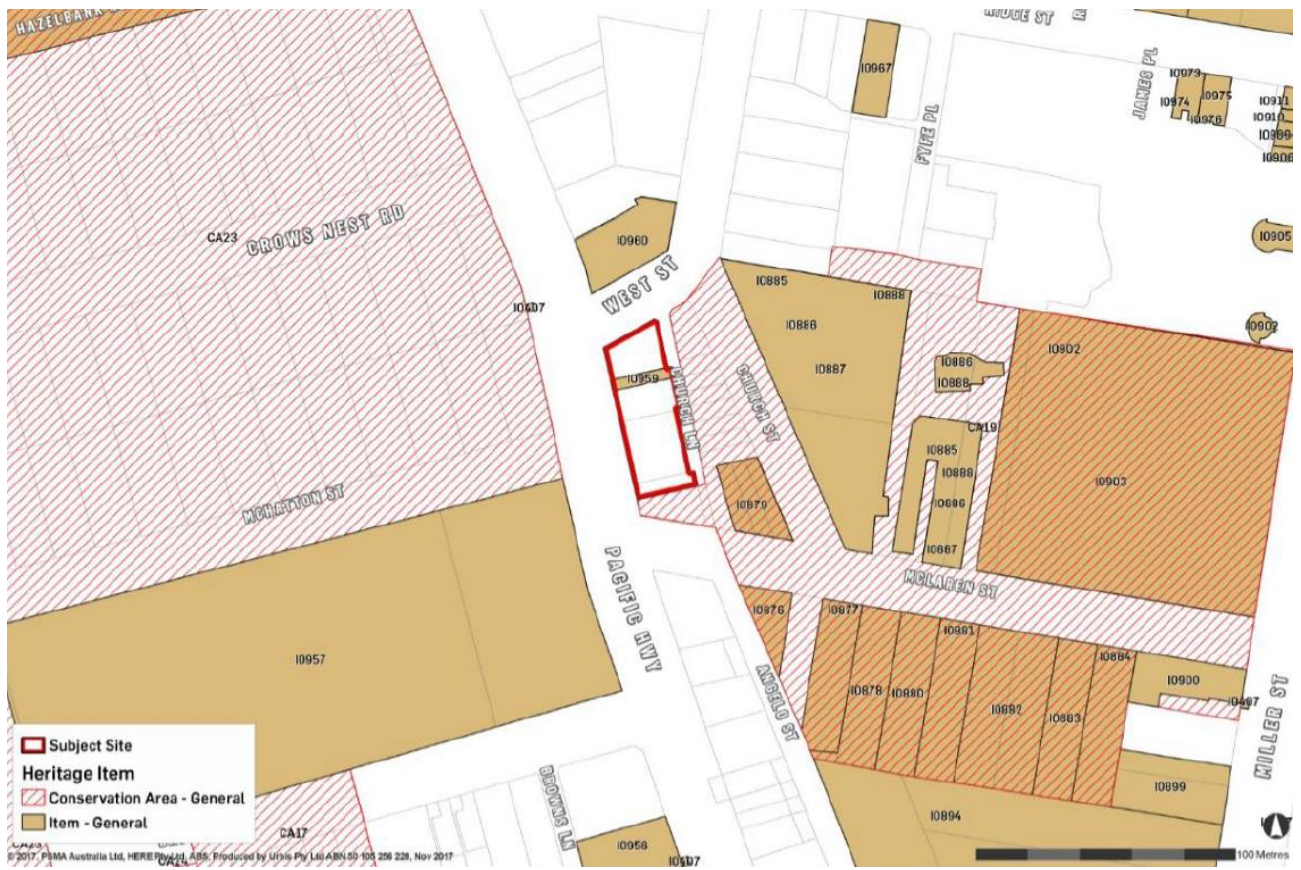 RIDGE ST
JAMES PL
I0967
I0973
I0974
I0975
I0976
I0911
I0910
FYFE PL
CA23
CROWS NEST RD
I0960
I0905
WEST ST
I0885
I0888
I0886
I0887
I0902
I0902
I0959
CHURCH LN
CHURCH ST
I0886
I0888
CA19
I0885
I0888
I0886
I0887
I0903
I0879
MCHATTON ST
MCLAREN ST
PACIFIC HWY
I0876
I0877
I0878
I0880
I0881
I0882
I0883
I0884
I0900
I0957
ANGELO ST
MILLER ST
I0899
I0894
BROWNS LN
I0956
Subject Site
Heritage Item
Conservation Area - General
Item - General
CA17
© 2017. PSMA Australia Ltd, HERE Pty Ltd. ABS. Produced by Urbis Pty Ltd ABN 50 105 256 228, Nov 2017
100 Metres